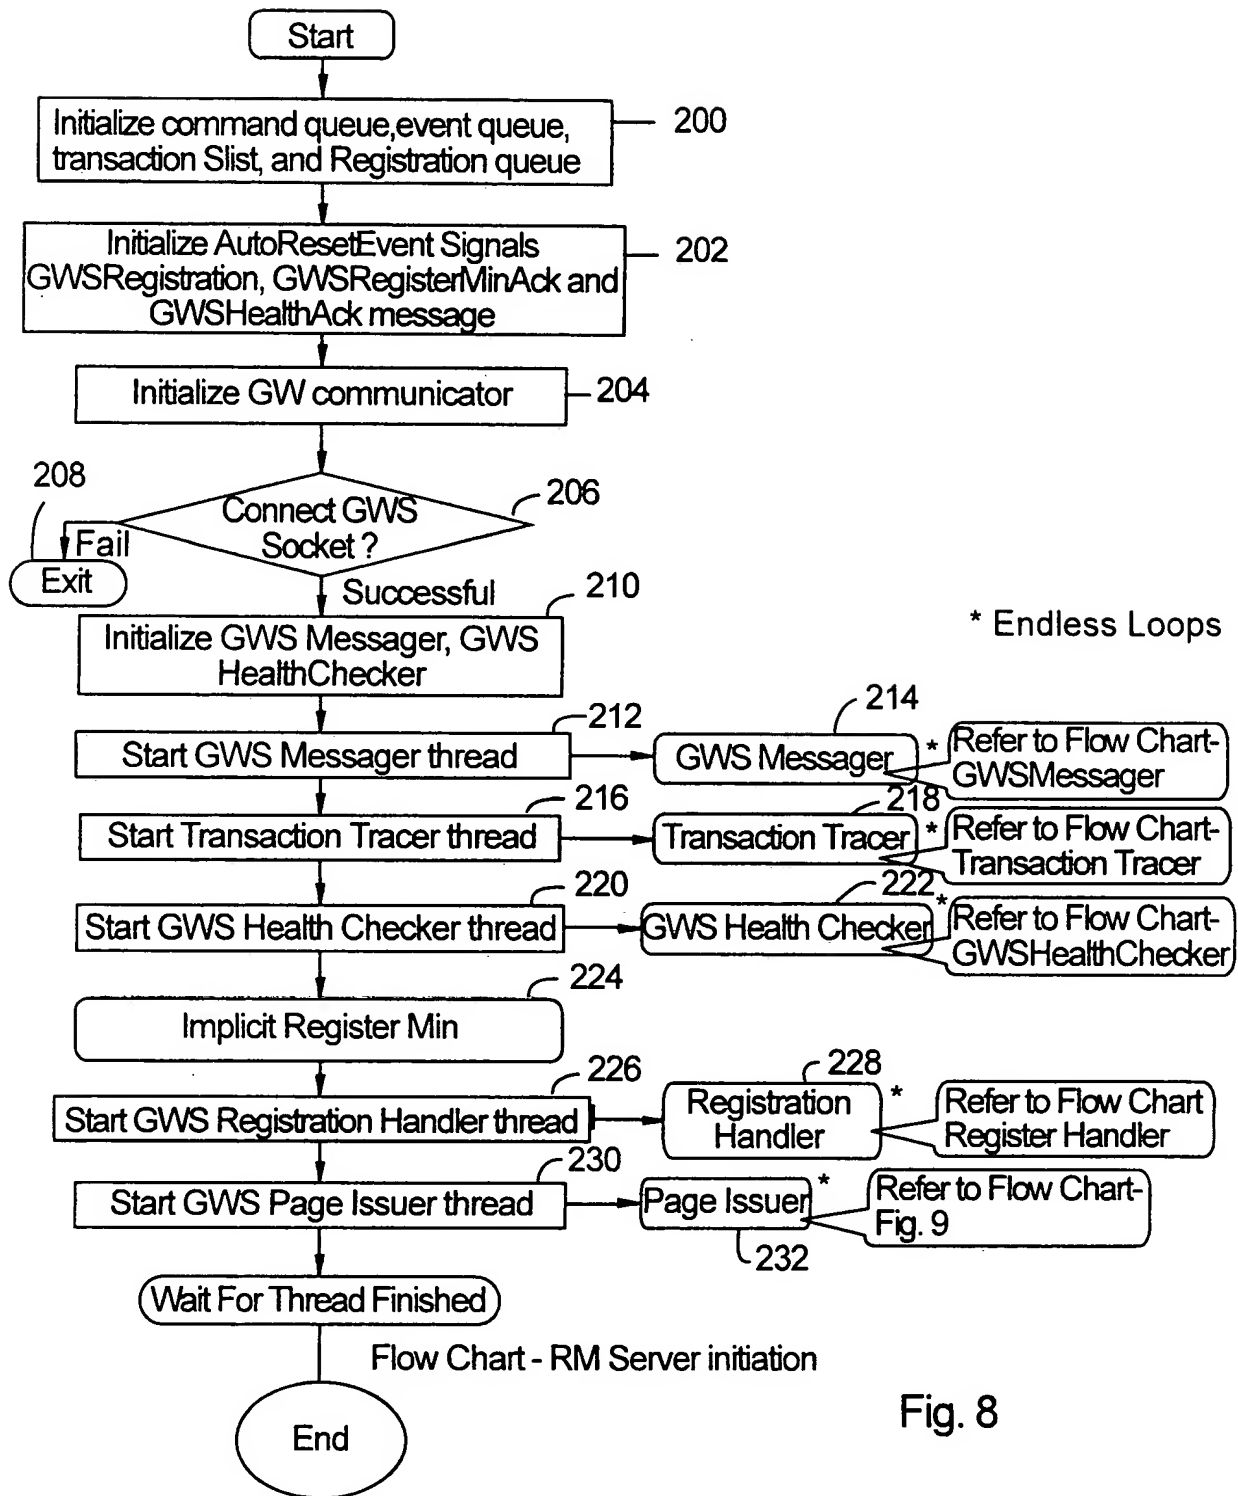 Start
Initialize command queue,event queue,
transaction Slist, and Registration queue
200
Initialize AutoResetEvent Signals
GWSRegistration, GWSRegisterMinAck and
GWSHealthAck message
202
Initialize GW communicator
204
208
206
Connect GWS
Socket ?
Fail
Exit
Successful
210
Initialize GWS Messager, GWS
HealthChecker
* Endless Loops
212
214
Start GWS Messager thread
GWS Messager
*
Refer to Flow Chart-
GWSMessager
216
218
Start Transaction Tracer thread
Transaction Tracer
*
Refer to Flow Chart-
Transaction Tracer
220
222
Start GWS Health Checker thread
GWS Health Checker
*
Refer to Flow Chart-
GWSHealthChecker
224
Implicit Register Min
226
228
Start GWS Registration Handler thread
Registration
Handler
*
Refer to Flow Chart
Register Handler
230
Start GWS Page Issuer thread
Page Issuer
*
Refer to Flow Chart-
Fig. 9
232
Wait For Thread Finished
Flow Chart - RM Server initiation
End
Fig. 8